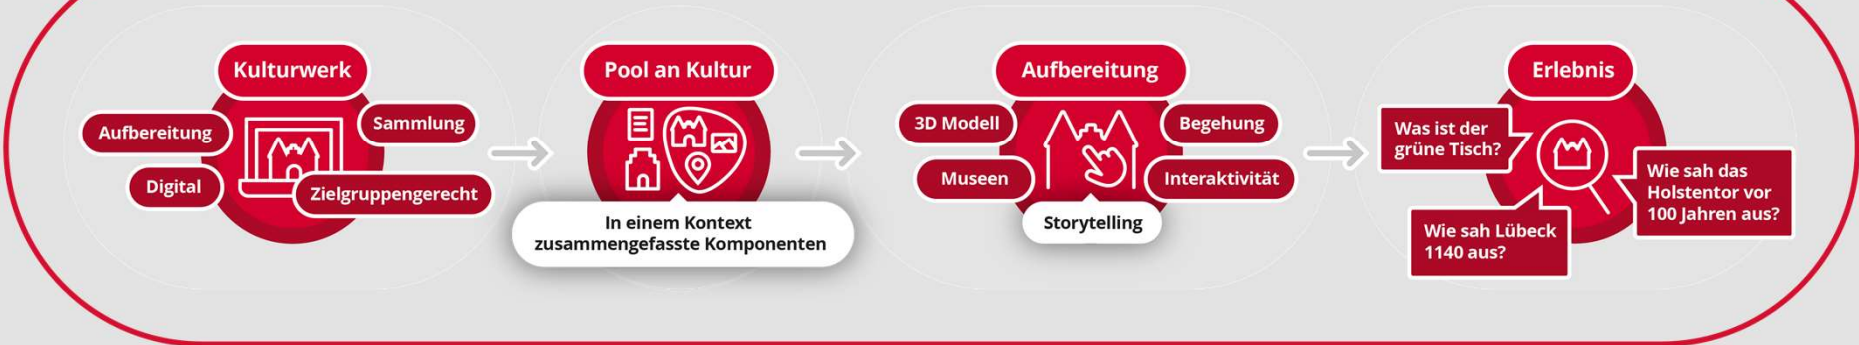 Kulturwerk
Aufbereitung
Sammlung
Digital
Zielgruppengerecht
Pool an Kultur
In einem Kontext
zusammengefasste Komponenten
Aufbereitung
3D Modell
Begehung
Museen
Interaktivität
Storytelling
Erlebnis
Was ist der
grüne Tisch?
Wie sah das
Holstentor vor
100 Jahren aus?
Wie sah Lübeck
1140 aus?